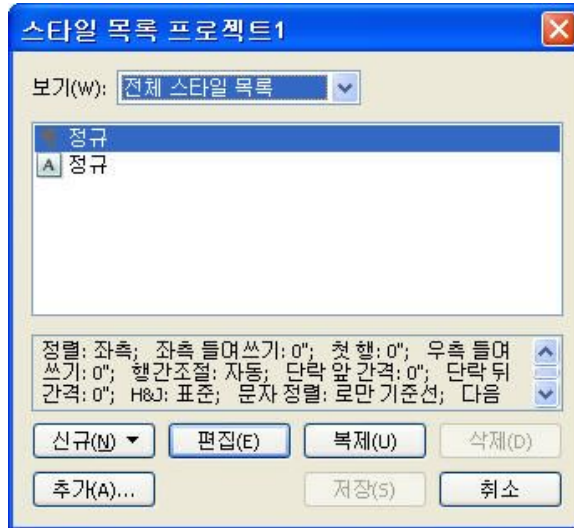 스타일 목록 프로젝트1
보기(W): 전체 스타일 목록
정규
A 정규
정렬: 좌측; 좌측 들여쓰기: 0"; 첫 행: 0"; 우측 들여
쓰기: 0"; 행간조절: 자동; 단락 앞 간격: 0"; 단락 뒤
간격: 0"; H&J: 표준; 문자 정렬: 로만 기준선; 다음
신규(N) 편집(E) 복제(U) 삭제(D)
추가(A)... 저장(S) 취소